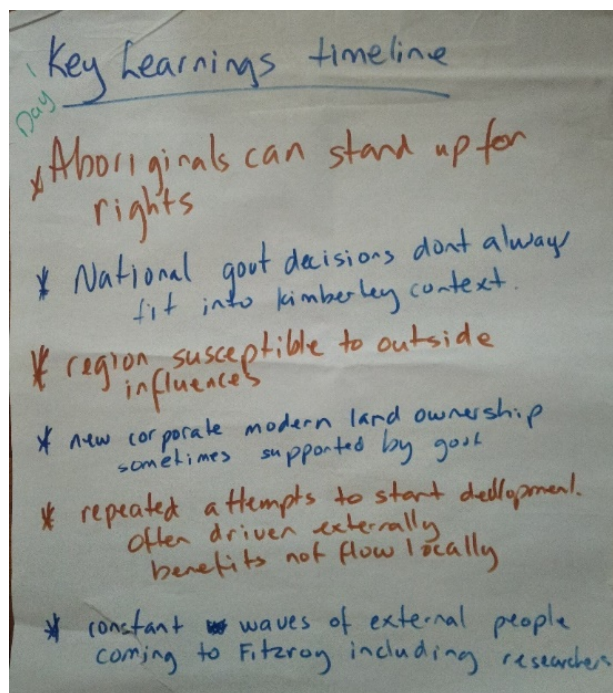 Day 1
Key Learnings timeline
* Aboriginals can stand up for
rights
* National govt decisions dont always
fit into kimberley context.
* region susceptible to outside
influences
* new corporate modern land ownership
sometimes supported by govt
* repeated attempts to start devlopment.
often driven externally
benefits not flow locally
* constant waves of external people
coming to Fitzroy including researchers